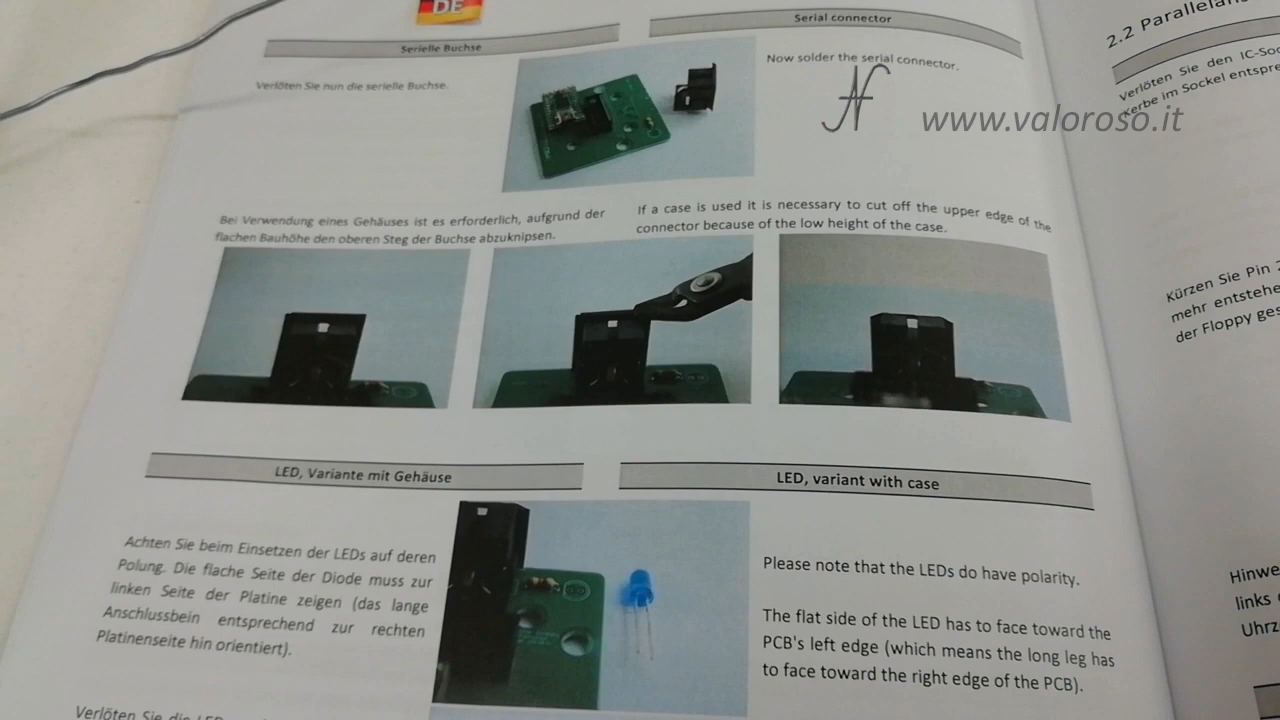 DE
Serielle Buchse
Serial connector
Verlöten Sie nun die serielle Buchse.
Now solder the serial connector.
www.valoroso.it
Bei Verwendung eines Gehäuses ist es erforderlich, aufgrund der
flachen Bauhöhe den oberen Steg der Buchse abzuknipsen.
If a case is used it is necessary to cut off the upper edge of the
connector because of the low height of the case.
LED, Variante mit Gehäuse
LED, variant with case
Achten Sie beim Einsetzen der LEDs auf deren
Polung. Die flache Seite der Diode muss zur
linken Seite der Platine zeigen (das lange
Anschlussbein entsprechend zur rechten
Platinenseite hin orientiert).
Please note that the LEDs do have polarity.
The flat side of the LED has to face toward the
PCB's left edge (which means the long leg has
to face toward the right edge of the PCB).
Verlöten Sie die LED
2.2
Verlöten Sie den
Kerbe im Sockel
Kürzen Sie Pin
mehr
der Floppy
links